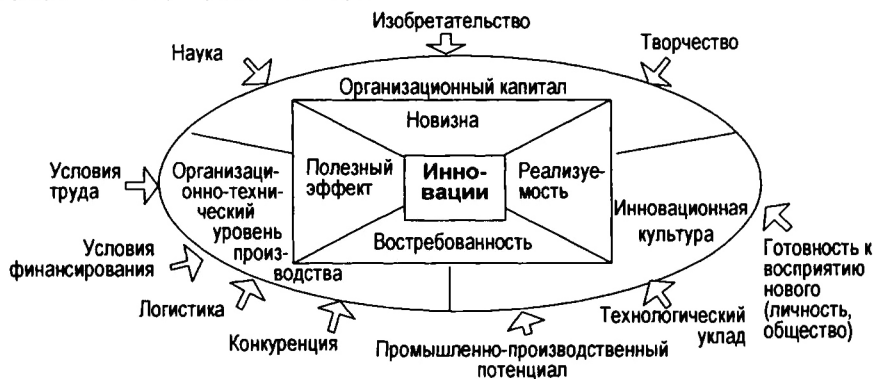 Изобретательство
Творчество
Наука
Организационный капитал
Новизна
Условия
труда
Организаци-
онно-техни-
ческий
уровень
произ-
водства
Полезный
эффект
Инно-
вации
Реализуе-
мость
Востребованность
Инновационная
культура
Условия
финансирования
Логистика
Конкуренция
Промышленно-производственный
потенциал
Технологический
уклад
Готовность к
восприятию
нового
(личность,
общество)